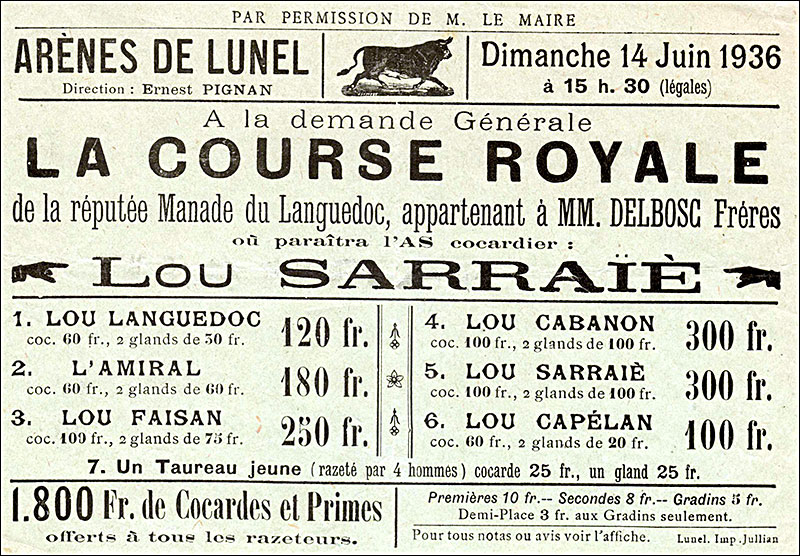 PAR PERMISSION DE M. LE MAIRE
ARÈNES DE LUNEL
Direction : Ernest PIGNAN
Dimanche 14 Juin 1936
à 15 h. 30 (légales)
A la demande Générale
LA COURSE ROYALE
de la réputée Manade du Languedoc, appartenant à MM. DELBOSC Fréres
où paraîtra l'AS cocardier :
LOU SARRAÏÈ
1. LOU LANGUEDOC 120 fr.
coc. 60 fr., 2 glands de 30 fr.
2. L'AMIRAL 180 fr.
coc. 60 fr., 2 glands de 60 fr.
3. LOU FAISAN 250 fr.
coc. 100 fr., 2 glands de 75 fr.
4. LOU CABANON 300 fr.
coc. 100 fr., 2 glands de 100 fr.
5. LOU SARRAIÈ 300 fr.
coc. 100 fr., 2 glands de 100 fr.
6. LOU CAPÉLAN 100 fr.
coc. 60 fr., 2 glands de 20 fr.
7. Un Taureau jeune (razeté par 4 hommes) cocarde 25 fr., un gland 25 fr.
1.800 Fr. de Cocardes et Primes
offerts à tous les razeteurs.
Premières 10 fr.-- Secondes 8 fr.-- Gradins 5 fr.
Demi-Place 3 fr. aux Gradins seulement.
Pour tous notas ou avis voir l'affiche. Lunel. Imp. Jullian